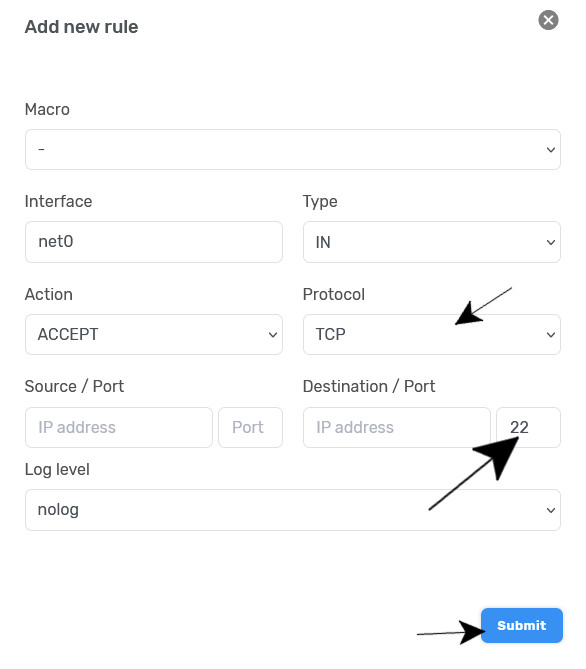 Add new rule
Macro
-
Interface Type
net0 IN
Action Protocol
ACCEPT TCP
Source / Port Destination / Port
IP address Port IP address 22
Log level
nolog
Submit